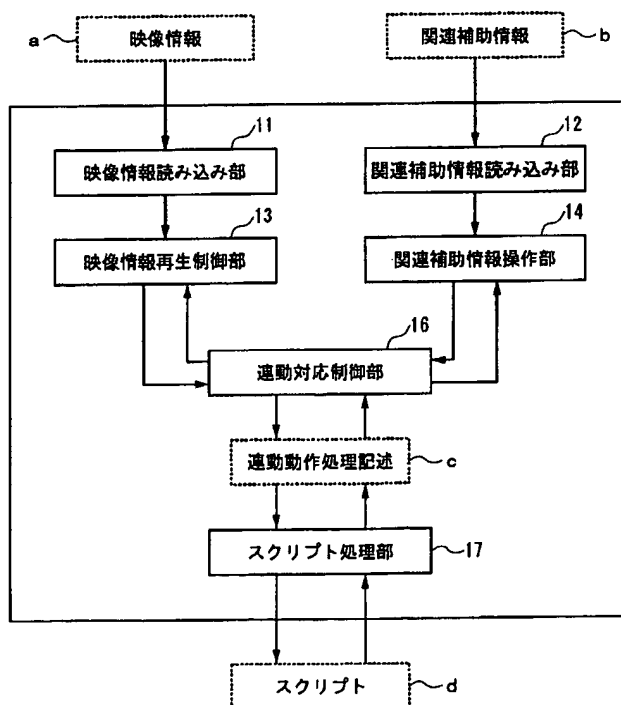 a
映像情報
関連補助情報
b
11
映像情報読み込み部
12
関連補助情報読み込み部
13
映像情報再生制御部
14
関連補助情報操作部
16
連動対応制御部
連動動作処理記述
c
スクリプト処理部
17
スクリプト
d